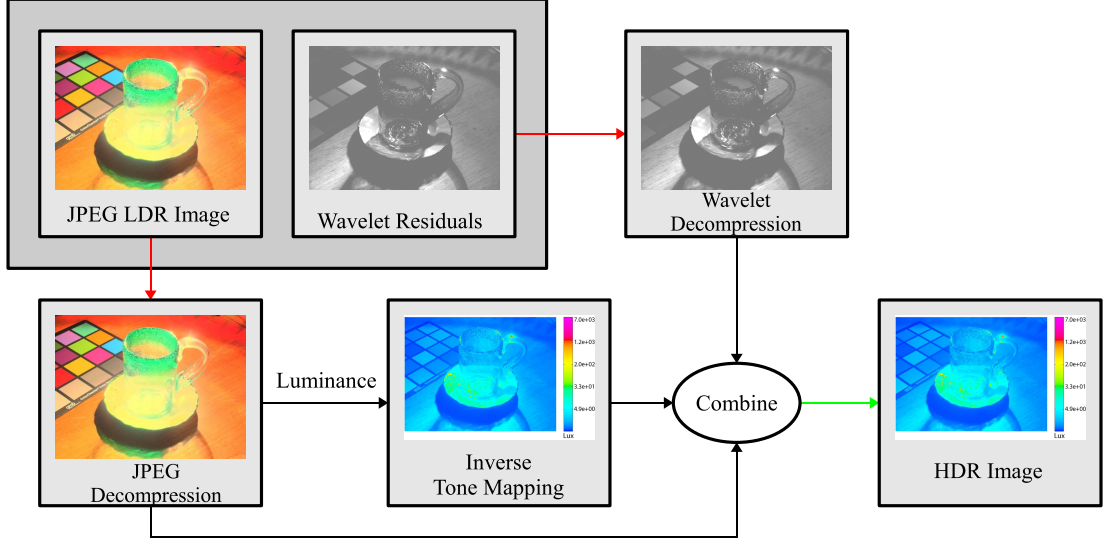 JPEG LDR Image
Wavelet Residuals
Wavelet
Decompression
JPEG
Decompression
Luminance
7.0e+03
1.2e+03
2.0e+02
3.3e+01
4.9e+00
Lux
Inverse
Tone Mapping
Combine
7.0e+03
1.2e+03
2.0e+02
3.3e+01
4.9e+00
Lux
HDR Image